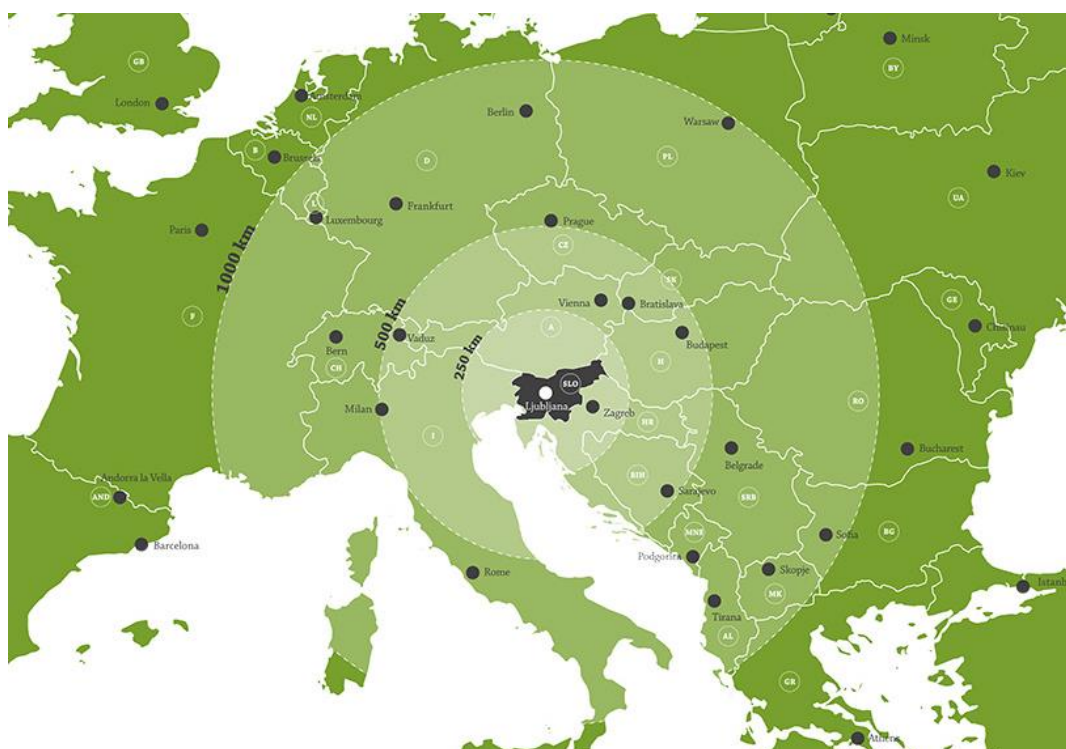 Minsk
GB
BY
Amsterdam
London
Berlin
NL
Warsaw
B
Brussels
D
PL
Kiev
UA
L
Frankfurt
Luxembourg
Prague
Paris
CZ
1000 km
SK
Vienna
Bratislava
GE
F
A
Chisinau
500 km
Vaduz
Budapest
Bern
250 km
H
CH
SLO
Ljubljana
RO
Milan
Zagreb
HR
I
Belgrade
Bucharest
BIH
Andorra la Vella
AND
Sarajevo
SRB
MNE
Sofia
BG
Barcelona
Podgorica
Rome
Skopje
Istanb
MK
Tirana
AL
GR
Athens